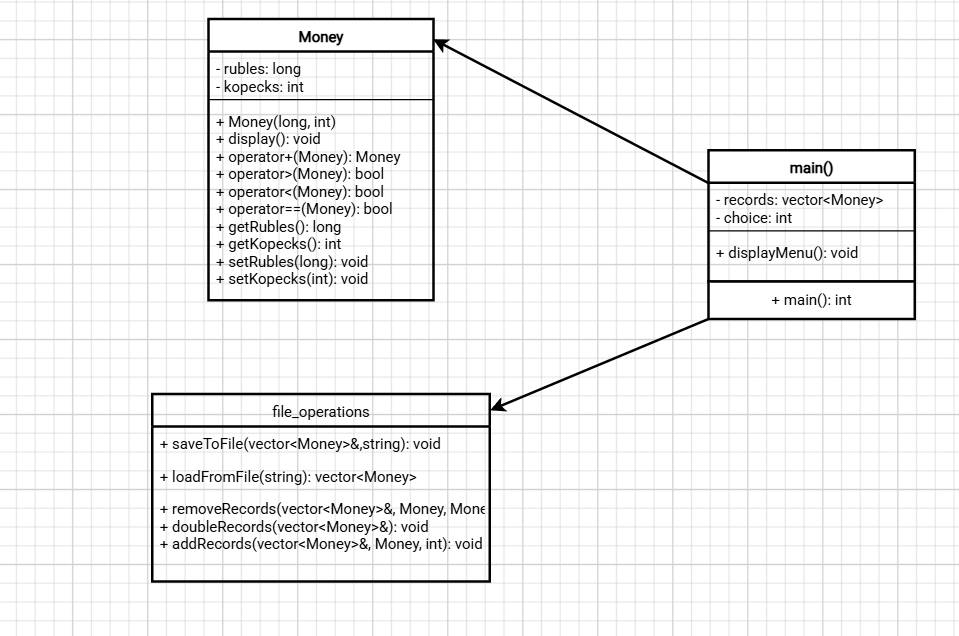 Money
- rubles: long
- kopecks: int
+ Money(long, int)
+ display(): void
+ operator+(Money): Money
+ operator>(Money): bool
+ operator<(Money): bool
+ operator==(Money): bool
+ getRubles(): long
+ getKopecks(): int
+ setRubles(long): void
+ setKopecks(int): void
main()
- records: vector<Money>
- choice: int
+ displayMenu(): void
+ main(): int
file_operations
+ saveToFile(vector<Money>&,string): void
+ loadFromFile(string): vector<Money>
+ removeRecords(vector<Money>&, Money, Mone
+ doubleRecords(vector<Money>&): void
+ addRecords(vector<Money>&, Money, int): void